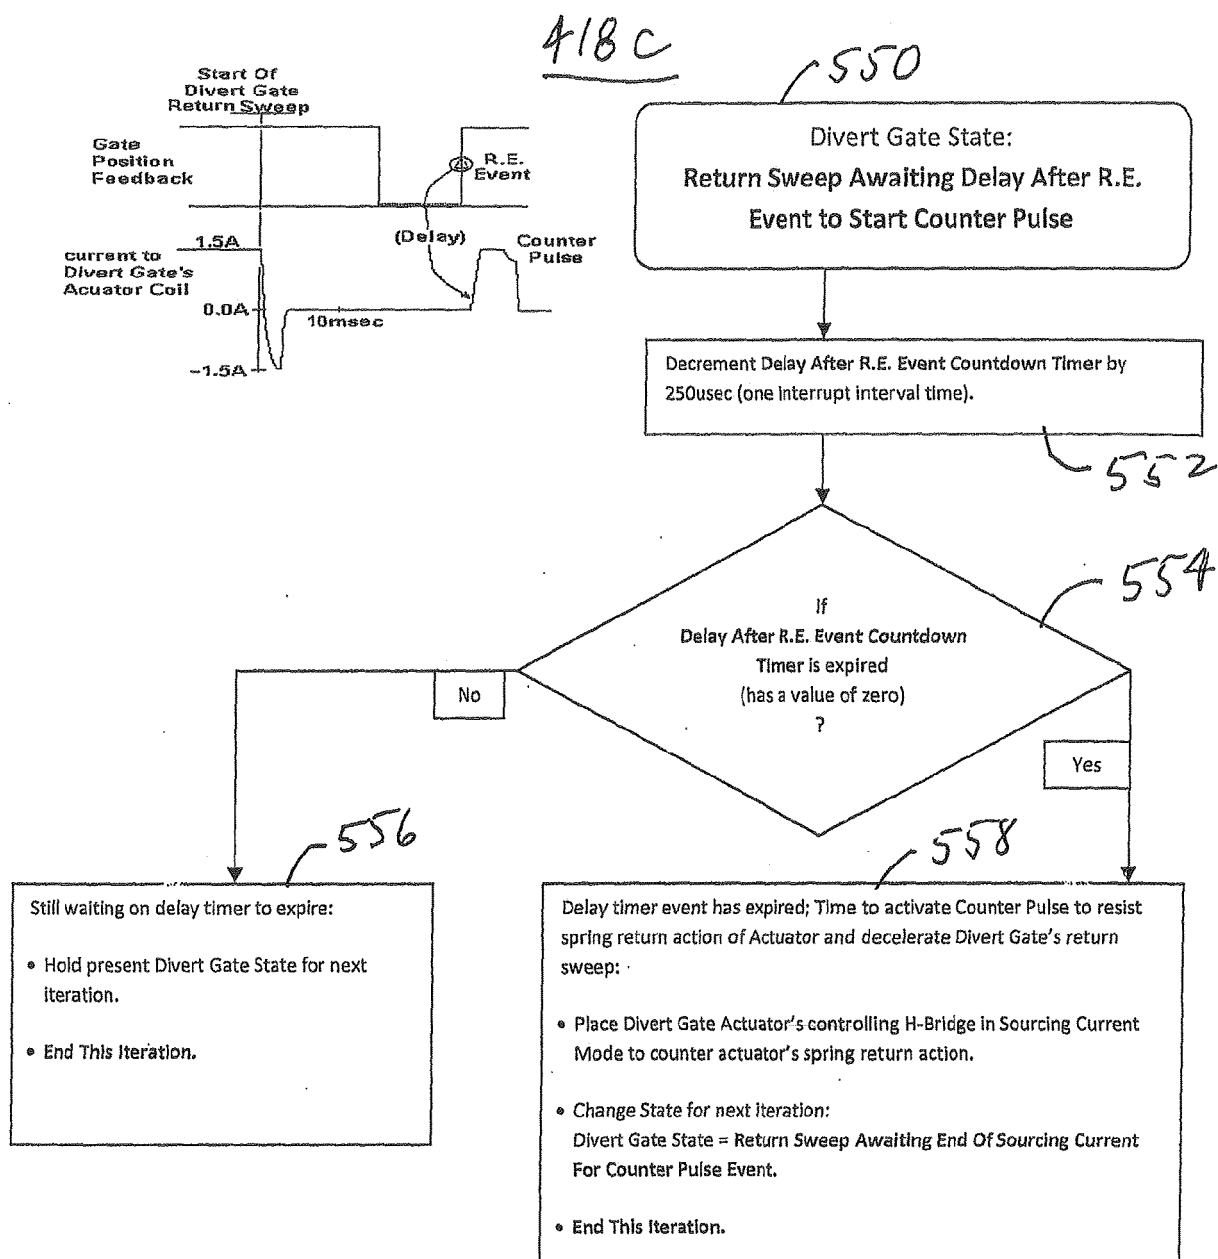 418C
Start Of
Divert Gate
Return Sweep
Gate
Position
Feedback
R.E.
Event
(Delay)
1.5A
current to
Divert Gate's
Acuator Coil
Counter
Pulse
0.0A
10msec
-1.5A
550
Divert Gate State:
Return Sweep Awaiting Delay After R.E.
Event to Start Counter Pulse
Decrement Delay After R.E. Event Countdown Timer by
250usec (one interrupt interval time).
552
If
Delay After R.E. Event Countdown
Timer is expired
(has a value of zero)
?
554
No
Yes
556
Still waiting on delay timer to expire:
• Hold present Divert Gate State for next
iteration.
• End This Iteration.
558
Delay timer event has expired; Time to activate Counter Pulse to resist
spring return action of Actuator and decelerate Divert Gate's return
sweep:
• Place Divert Gate Actuator's controlling H-Bridge in Sourcing Current
Mode to counter actuator's spring return action.
• Change State for next iteration:
Divert Gate State = Return Sweep Awaiting End Of Sourcing Current
For Counter Pulse Event.
• End This Iteration.